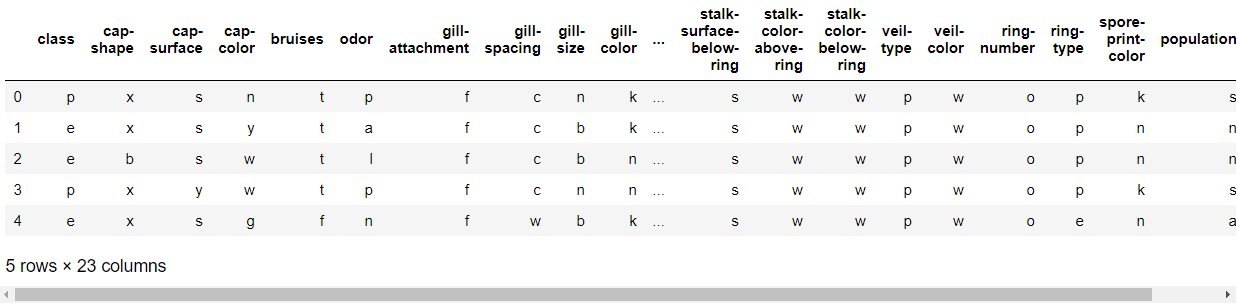 class cap-shape cap-surface cap-color bruises odor gill-attachment gill-spacing gill-size gill-color ... stalk-surface-below-ring stalk-color-above-ring stalk-color-below-ring veil-type veil-color ring-number ring-type spore-print-color population
0 p x s n t p f c n k ... s w w p w o p k s
1 e x s y t a f c b k ... s w w p w o p n n
2 e b s w t l f c b n ... s w w p w o p n n
3 p x y w t p f c n n ... s w w p w o p k s
4 e x s g f n f w b k ... s w w p w o e n a
5 rows × 23 columns